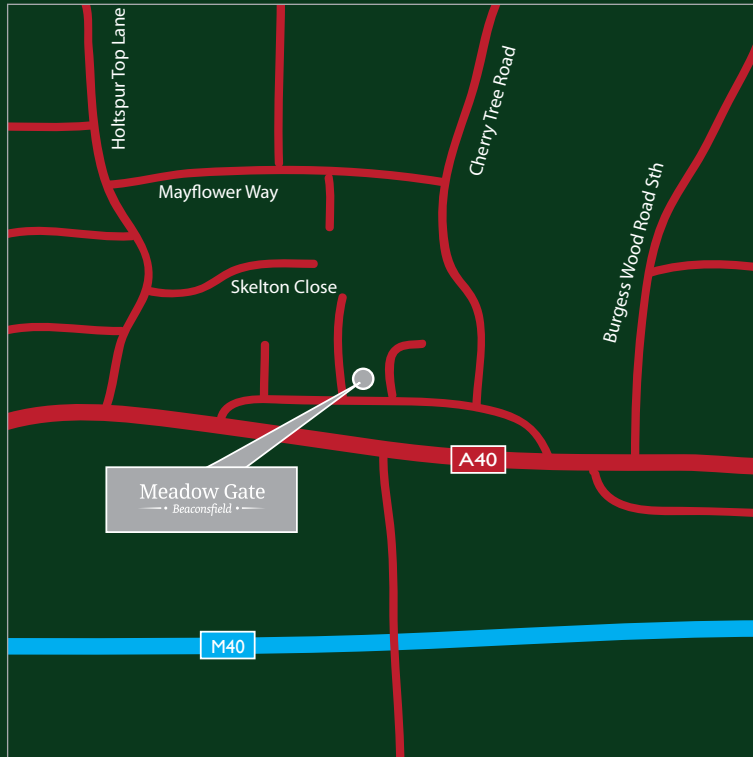 Holtspur Top Lane
Cherry Tree Road
Mayflower Way
Burgess Wood Road Sth
Skelton Close
A40
Meadow Gate
Beaconsfield
M40